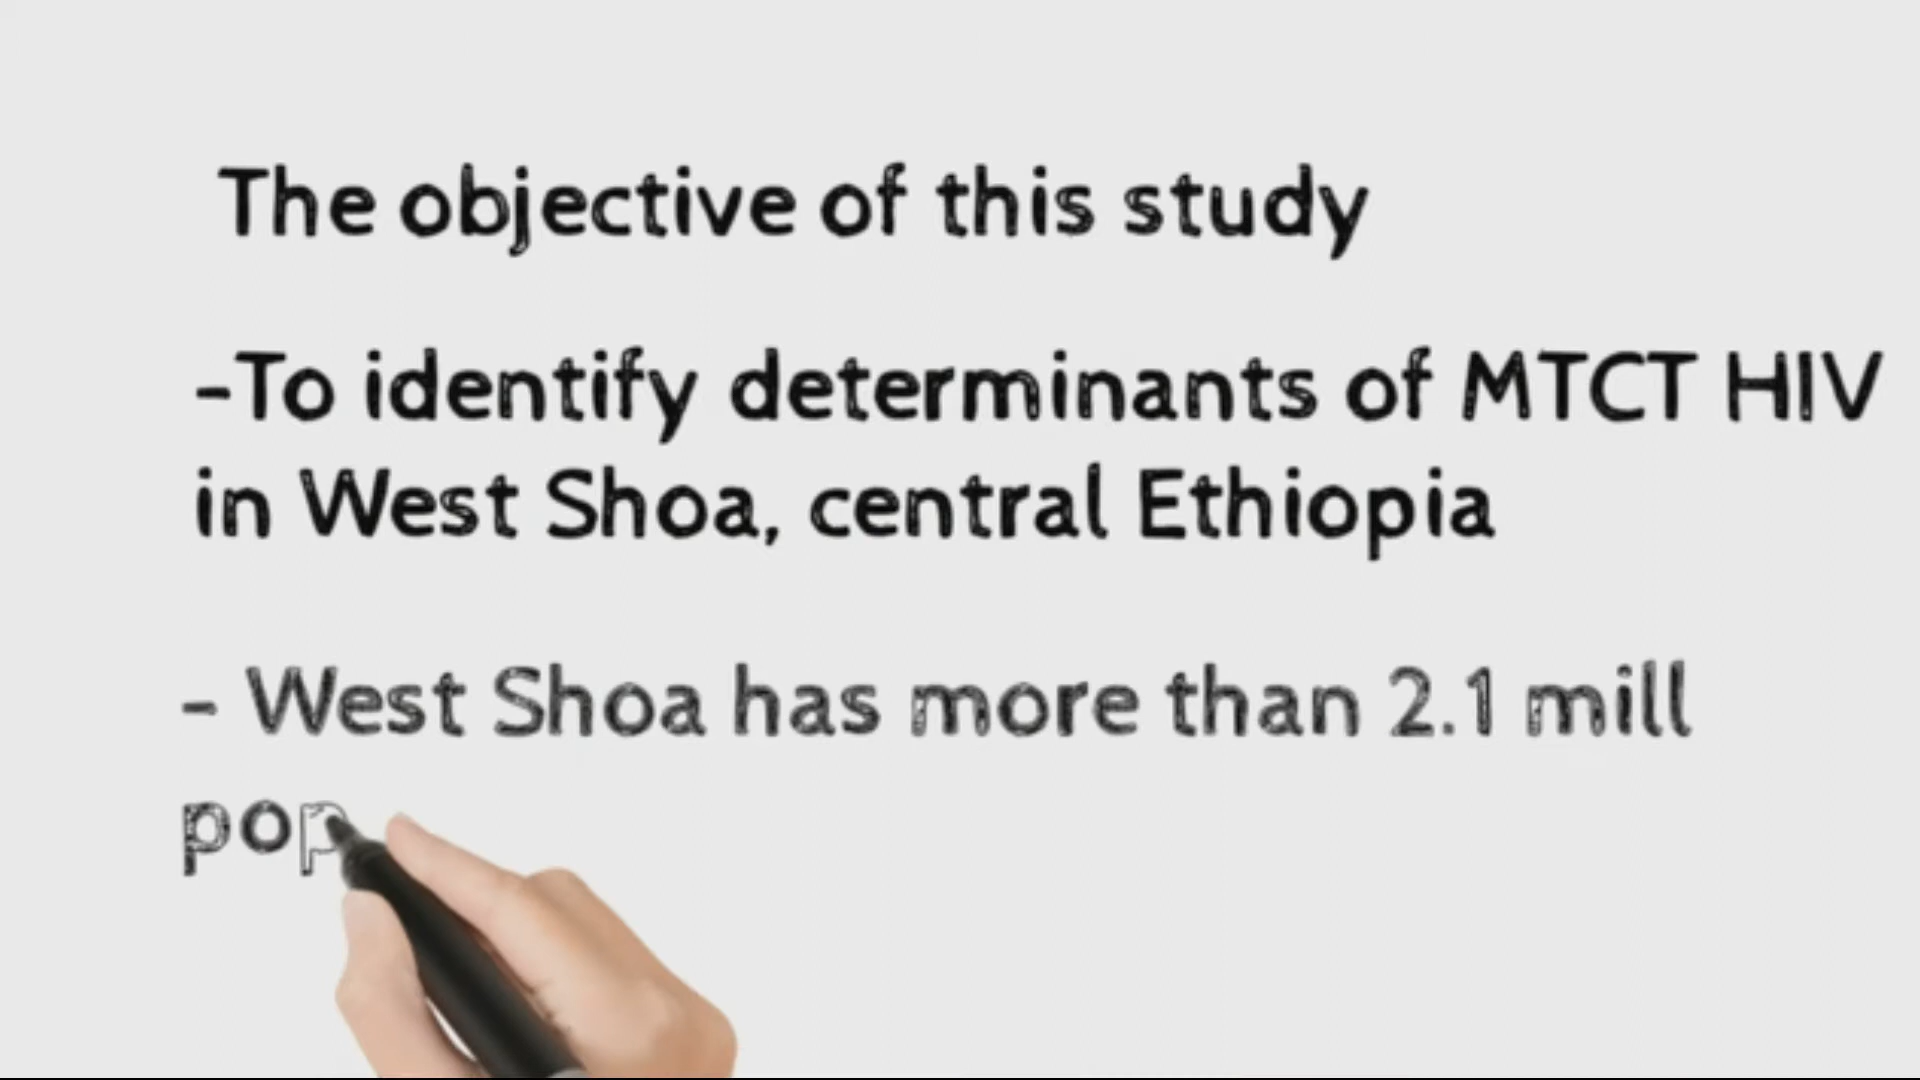 The objective of this study
-To identify determinants of MTCT HIV
in West Shoa, central Ethiopia
- West Shoa has more than 2.1 mill
pop